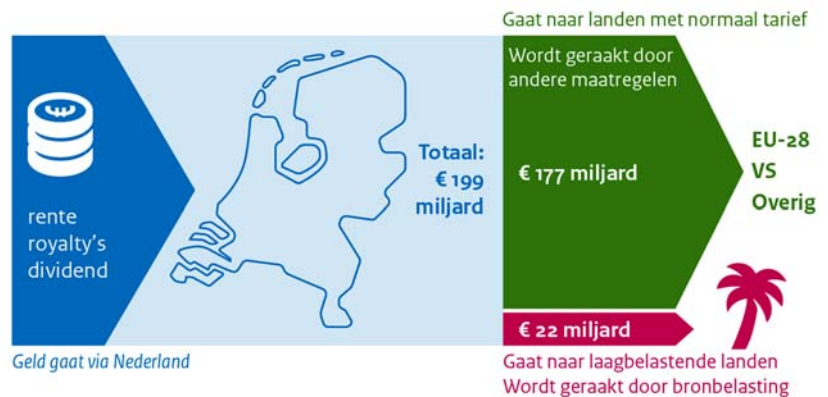 Gaat naar landen met normaal tarief
Wordt geraakt door
andere maatregelen
Totaal:
€ 199
miljard
€ 177 miljard
EU-28
VS
Overig
rente
royalty's
dividend
€ 22 miljard
Geld gaat via Nederland
Gaat naar laagbelastende landen
Wordt geraakt door bronbelasting